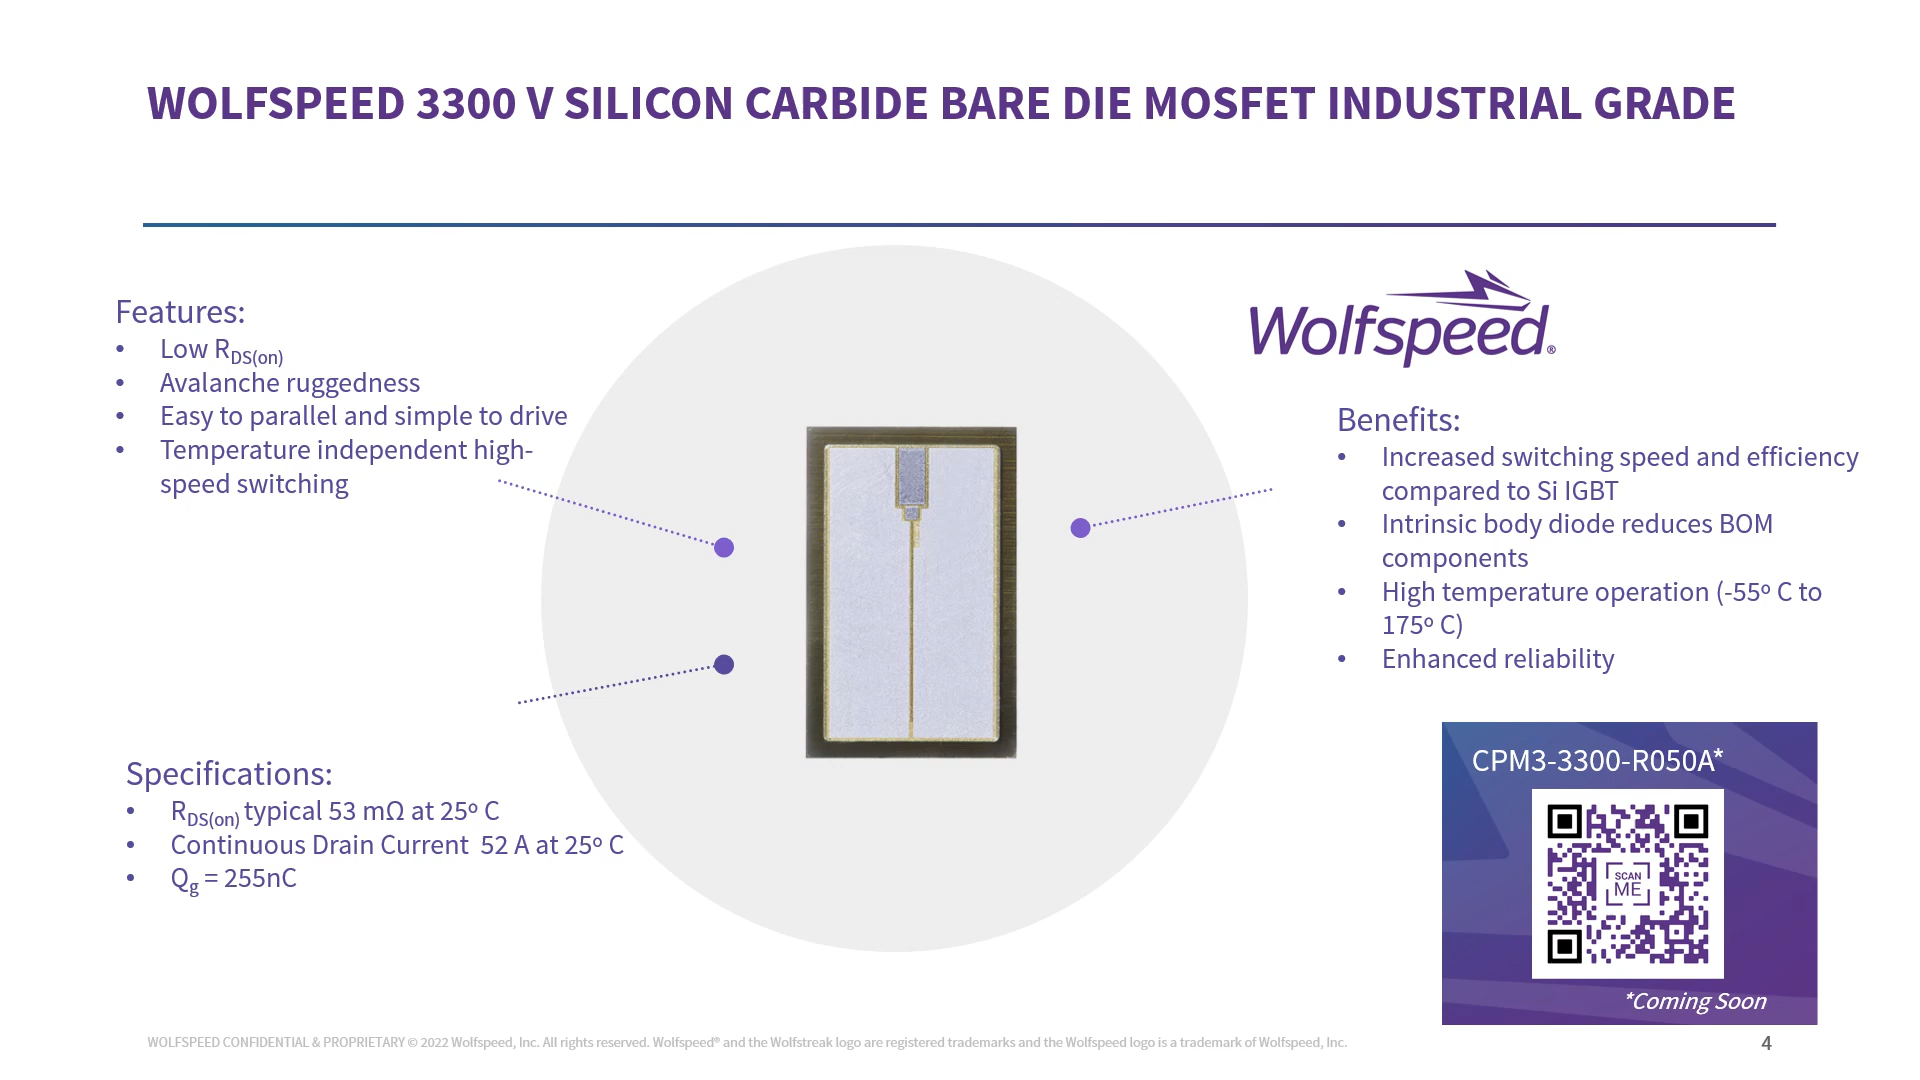 WOLFSPEED 3300 V SILICON CARBIDE BARE DIE MOSFET INDUSTRIAL GRADE
Features:
• Low RDS(on)
• Avalanche ruggedness
• Easy to parallel and simple to drive
• Temperature independent high-
speed switching
Specifications:
• RDS(on) typical 53 mΩ at 25º C
• Continuous Drain Current 52 A at 25º C
• Qg = 255nC
Wolfspeed®
Benefits:
• Increased switching speed and efficiency
compared to Si IGBT
• Intrinsic body diode reduces BOM
components
• High temperature operation (-55º C to
175º C)
• Enhanced reliability
CPM3-3300-R050A*
SCAN
ME
*Coming Soon
WOLFSPEED CONFIDENTIAL & PROPRIETARY © 2022 Wolfspeed, Inc. All rights reserved. Wolfspeed® and the Wolfstreak logo are registered trademarks and the Wolfspeed logo is a trademark of Wolfspeed, Inc.
4